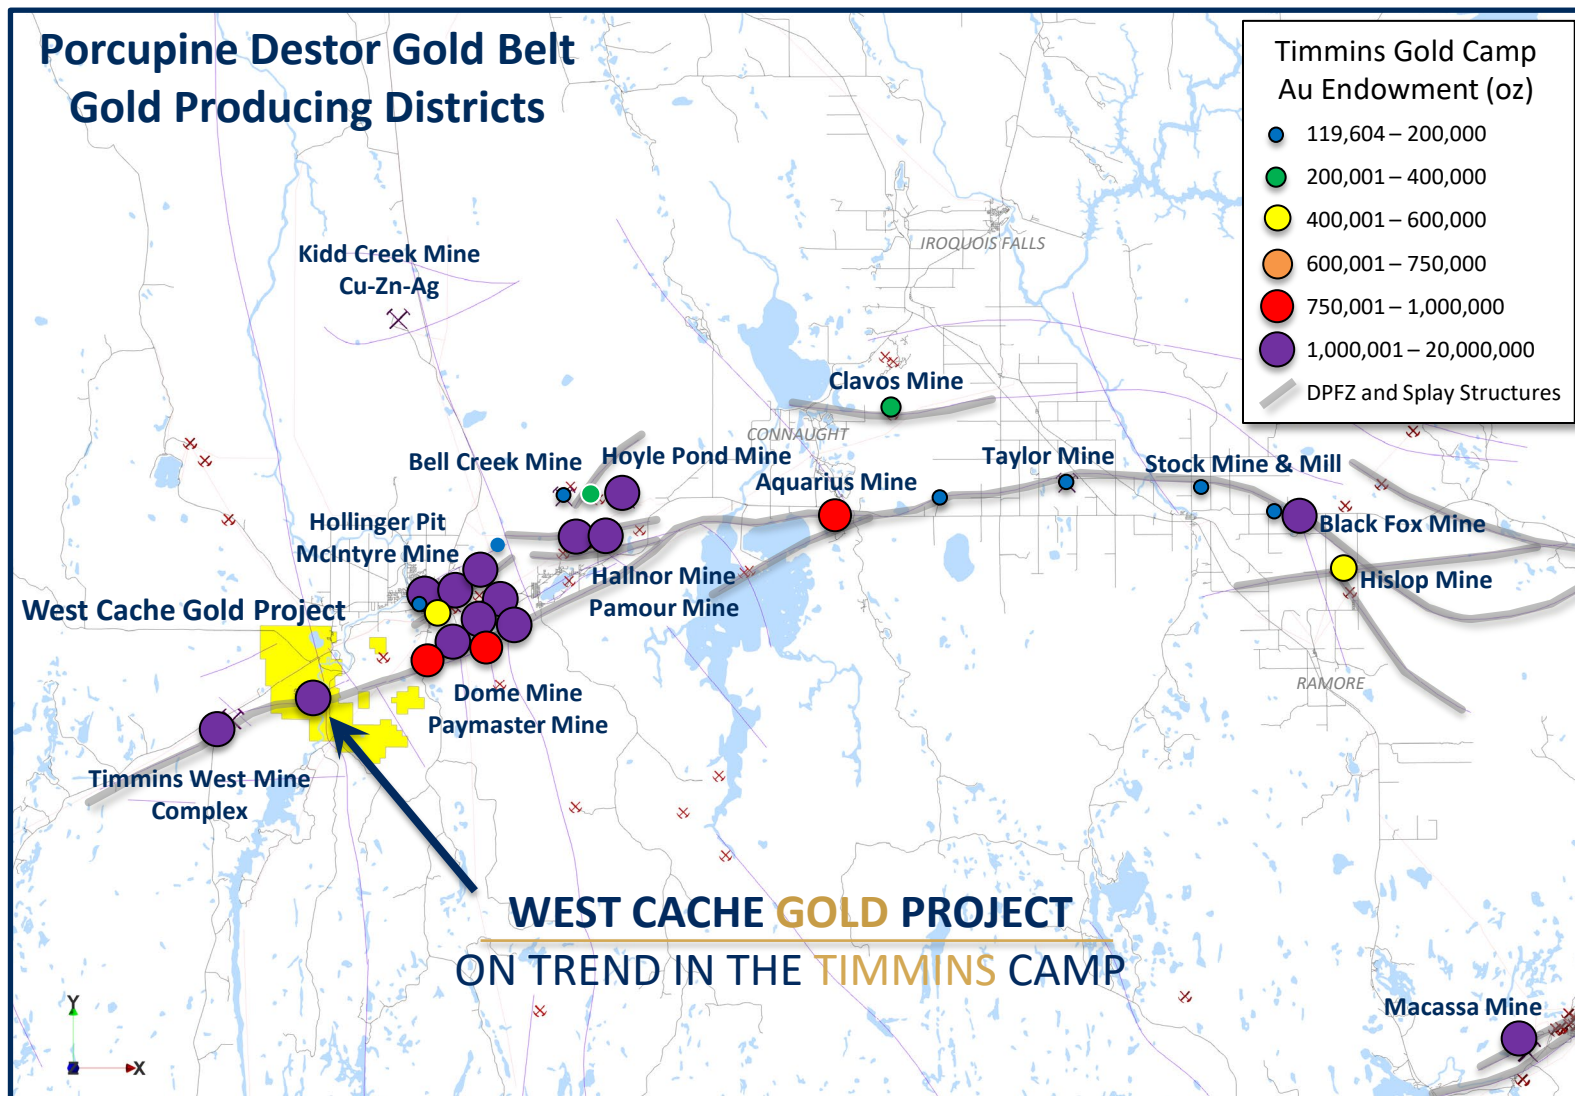 Porcupine Destor Gold Belt
Gold Producing Districts
Timmins Gold Camp
Au Endowment (oz)
119,604 – 200,000
200,001 – 400,000
400,001 – 600,000
600,001 – 750,000
750,001 – 1,000,000
1,000,001 – 20,000,000
DPFZ and Splay Structures
IROQUOIS FALLS
Kidd Creek Mine
Cu-Zn-Ag
Clavos Mine
CONNAUGHT
Bell Creek Mine
Hoyle Pond Mine
Aquarius Mine
Taylor Mine
Stock Mine & Mill
Hollinger Pit
McIntyre Mine
Black Fox Mine
Hallnor Mine
Pamour Mine
Hislop Mine
West Cache Gold Project
RAMORE
Dome Mine
Paymaster Mine
Timmins West Mine
Complex
WEST CACHE GOLD PROJECT
ON TREND IN THE TIMMINS CAMP
Macassa Mine
Y
X